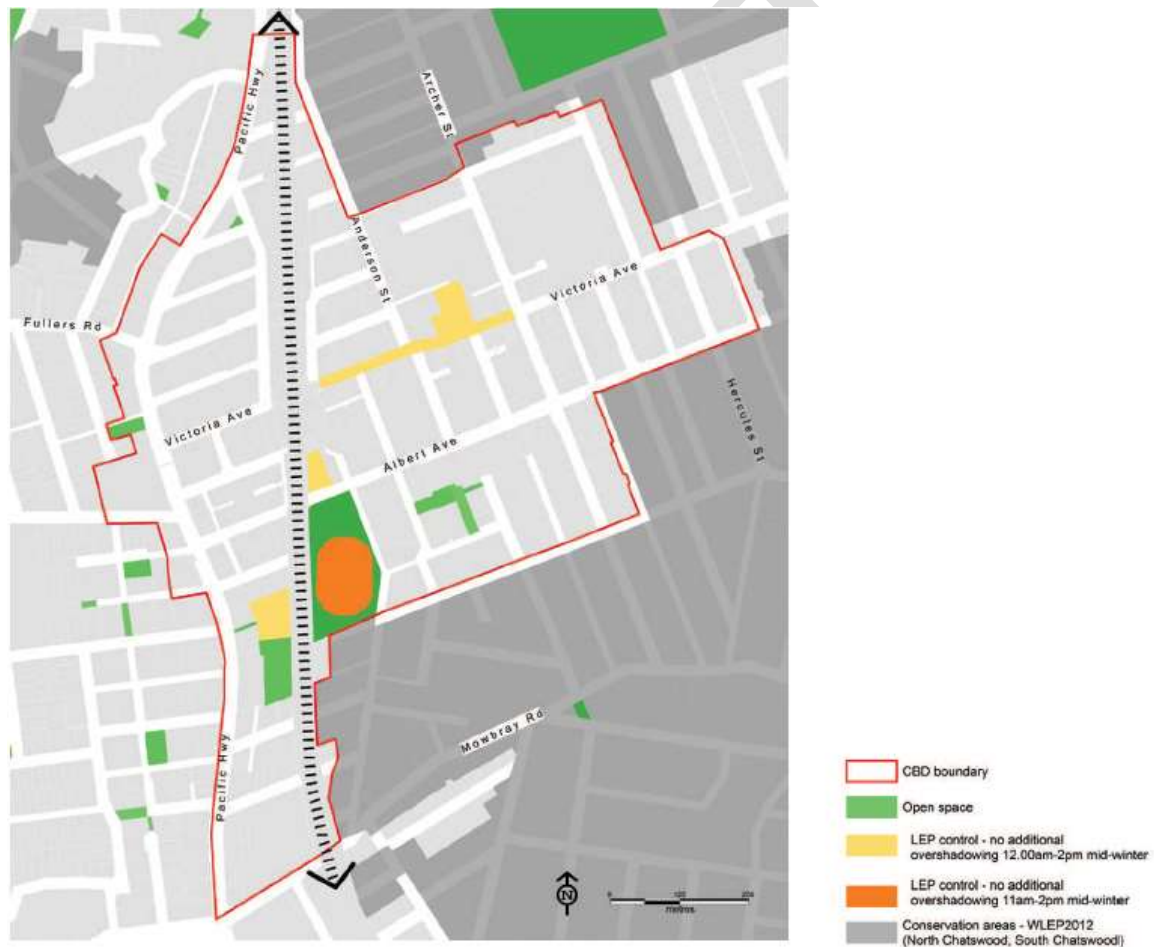 Pacific Hwy
Archer St
Anderson St
Victoria Ave
Fullers Rd
Victoria Ave
Albert Ave
Hercules St
Mowbray Rd
Pacific Hwy
N
metres
CBD boundary
Open space
LEP control - no additional
overshadowing 12.00am-2pm mid-winter
LEP control - no additional
overshadowing 11am-2pm mid-winter
Conservation areas - WLEP2012
(North Chatswood, South Chatswood)